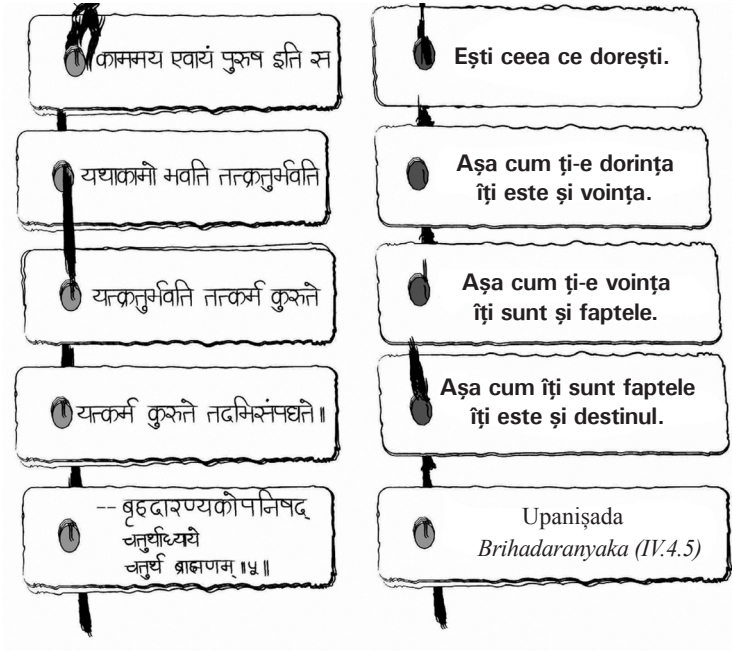 काममय एवायं पुरुष इति स
यथाकामो भवति तत्क्रतुर्भवति
यत्क्रतुर्भवति तत्कर्म कुरुते
यत्कर्म कुरुते तदभिसंपद्यते॥
-- बृहदारण्यकोपनिषद्
चतुर्थाध्याये
चतुर्थ ब्राह्मणम् ॥५॥
Ești ceea ce dorești.
Așa cum ți-e dorința
îți este și voința.
Așa cum ți-e voința
îți sunt și faptele.
Așa cum îți sunt faptele
îți este și destinul.
Upanișada
Brihadaranyaka (IV.4.5)